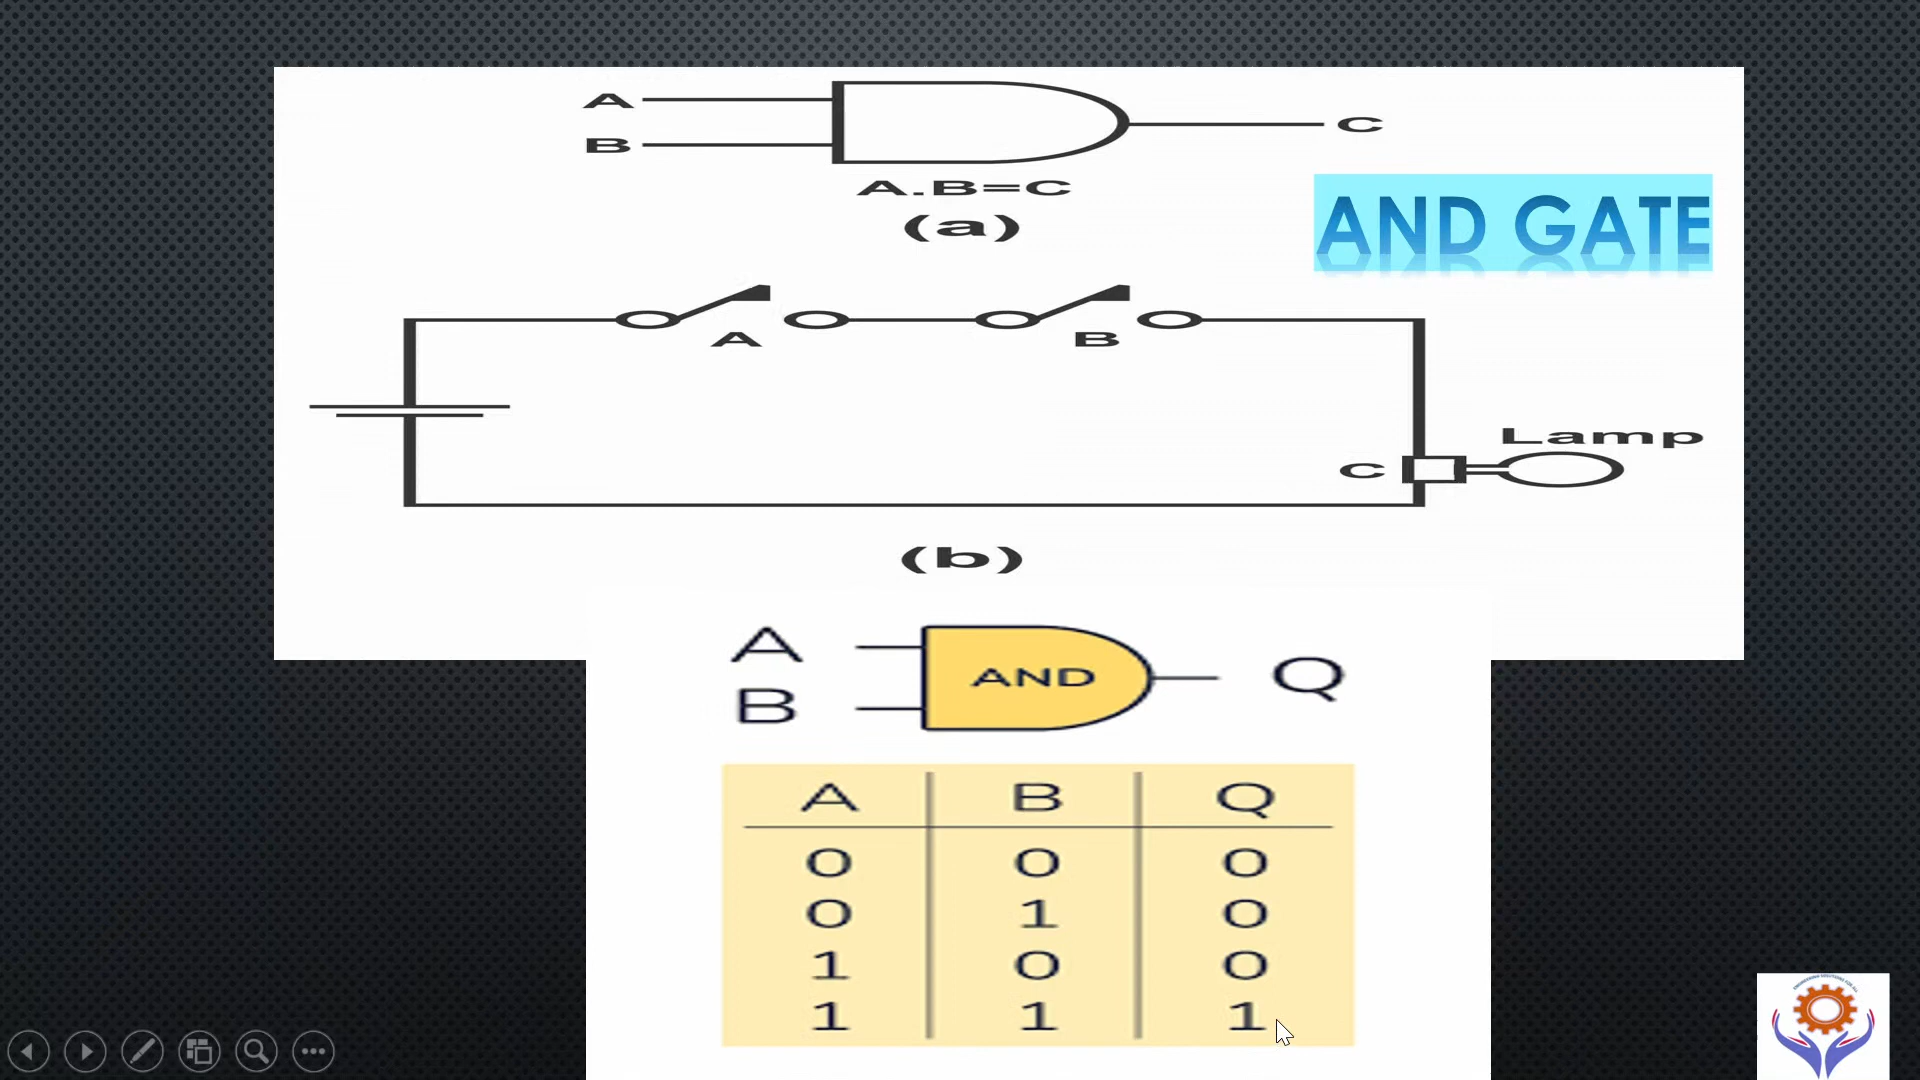 A
B
C
A.B=C
(a)
AND GATE
A
B
Lamp
C
(b)
A
B
AND
Q
A B Q
0 0 0
0 1 0
1 0 0
1 1 1